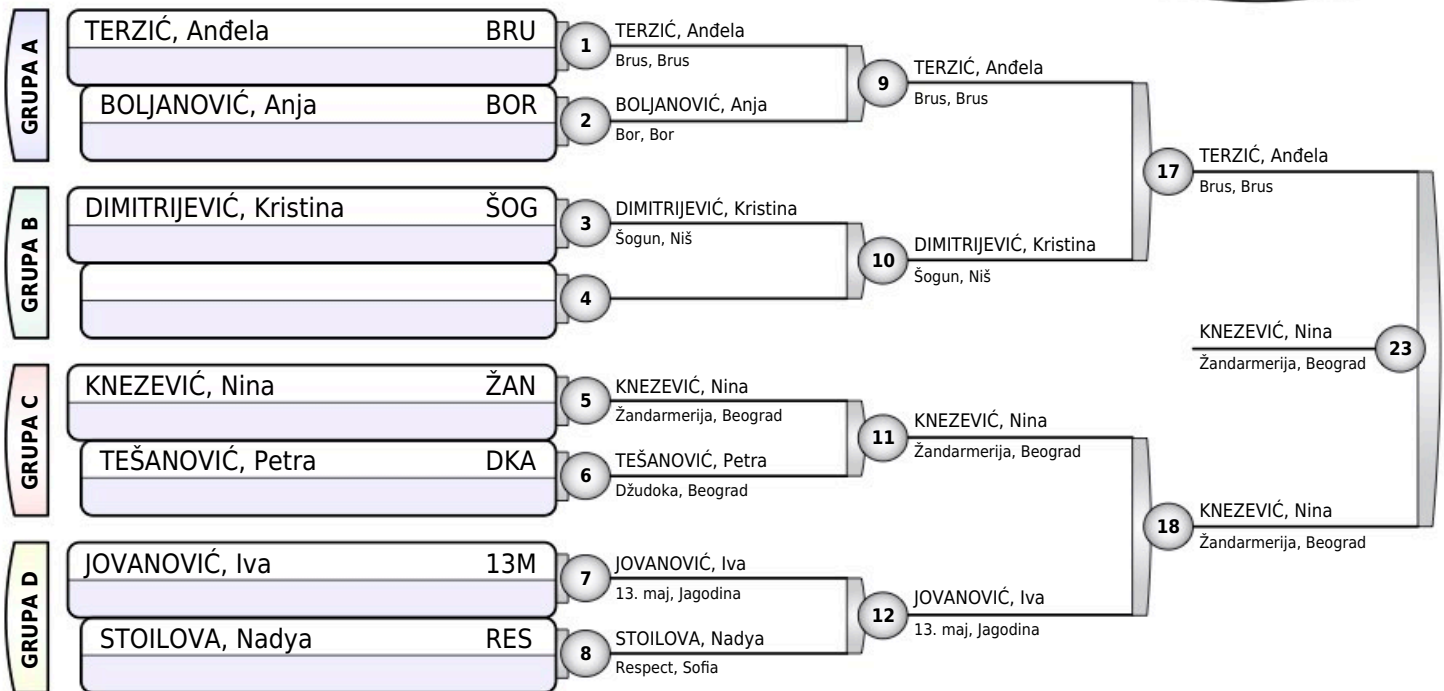 GRUPA A
TERZIĆ, Anđela BRU
BOLJANOVIĆ, Anja BOR
GRUPA B
DIMITRIJEVIĆ, Kristina ŠOG
GRUPA C
KNEZEVIĆ, Nina ŽAN
TEŠANOVIĆ, Petra DKA
GRUPA D
JOVANOVIĆ, Iva 13M
STOILOVA, Nadya RES
1
TERZIĆ, Anđela
Brus, Brus
2
BOLJANOVIĆ, Anja
Bor, Bor
3
DIMITRIJEVIĆ, Kristina
Šogun, Niš
4
5
KNEZEVIĆ, Nina
Žandarmerija, Beograd
6
TEŠANOVIĆ, Petra
Džudoka, Beograd
7
JOVANOVIĆ, Iva
13. maj, Jagodina
8
STOILOVA, Nadya
Respect, Sofia
9
TERZIĆ, Anđela
Brus, Brus
10
DIMITRIJEVIĆ, Kristina
Šogun, Niš
11
KNEZEVIĆ, Nina
Žandarmerija, Beograd
12
JOVANOVIĆ, Iva
13. maj, Jagodina
17
TERZIĆ, Anđela
Brus, Brus
18
KNEZEVIĆ, Nina
Žandarmerija, Beograd
KNEZEVIĆ, Nina
Žandarmerija, Beograd
23